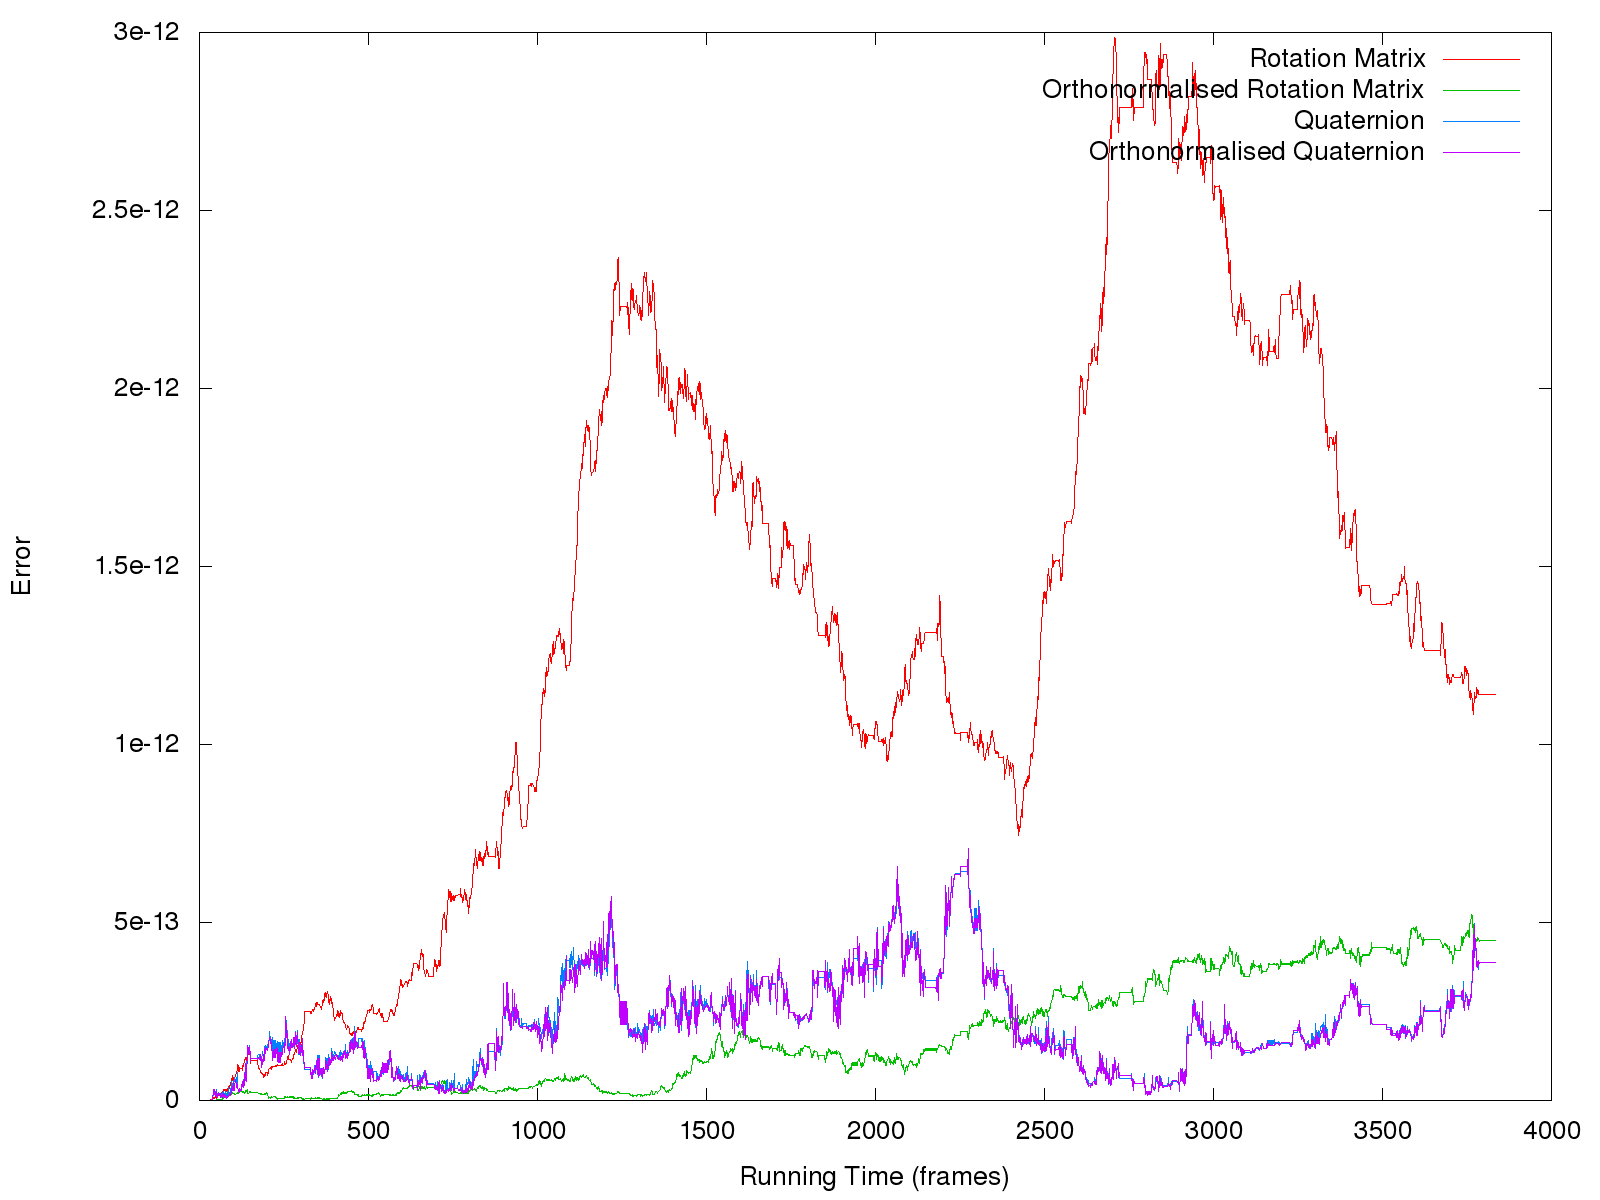 3e-12
2.5e-12
2e-12
1.5e-12
1e-12
5e-13
0
Error
Rotation Matrix
Orthonormalised Rotation Matrix
Quaternion
Orthonormalised Quaternion
0 500 1000 1500 2000 2500 3000 3500 4000
Running Time (frames)